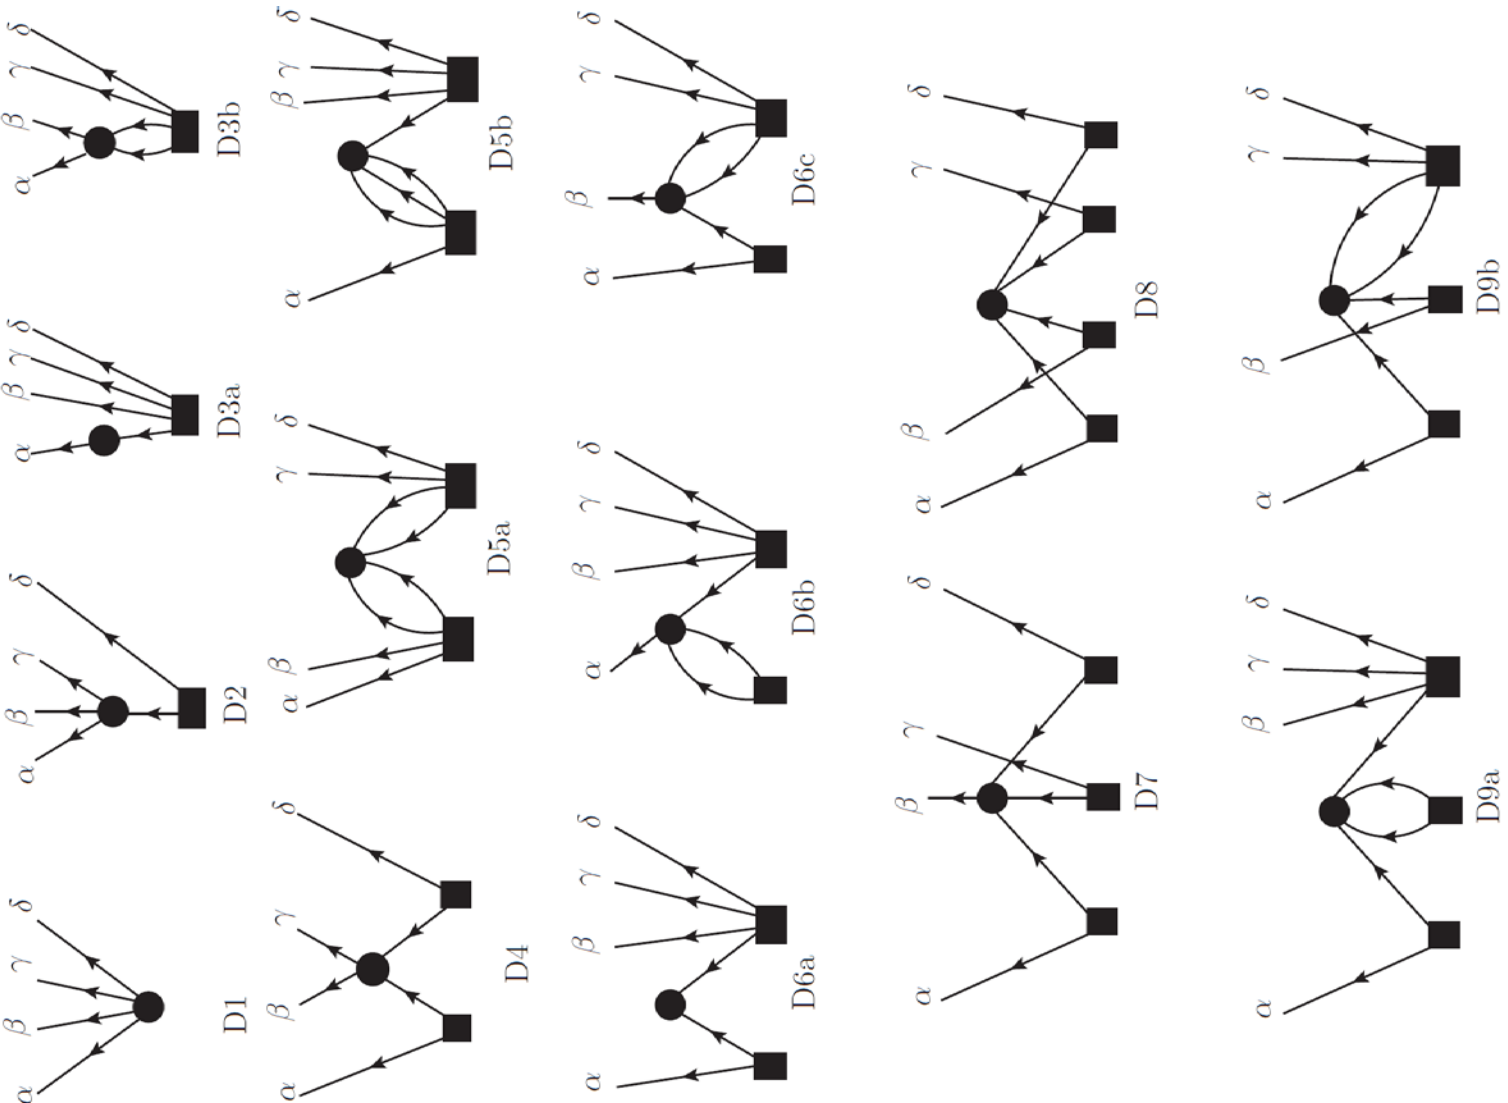 α β γ δ
D1
α β γ δ
D2
α β γ δ
D3a
α β γ δ
D3b
α β γ δ
D4
α β γ δ
D5a
α β γ δ
D5b
α β γ δ
D6a
α β γ δ
D6b
α β γ δ
D6c
α β γ δ
D7
α β γ δ
D8
α β γ δ
D9a
α β γ δ
D9b